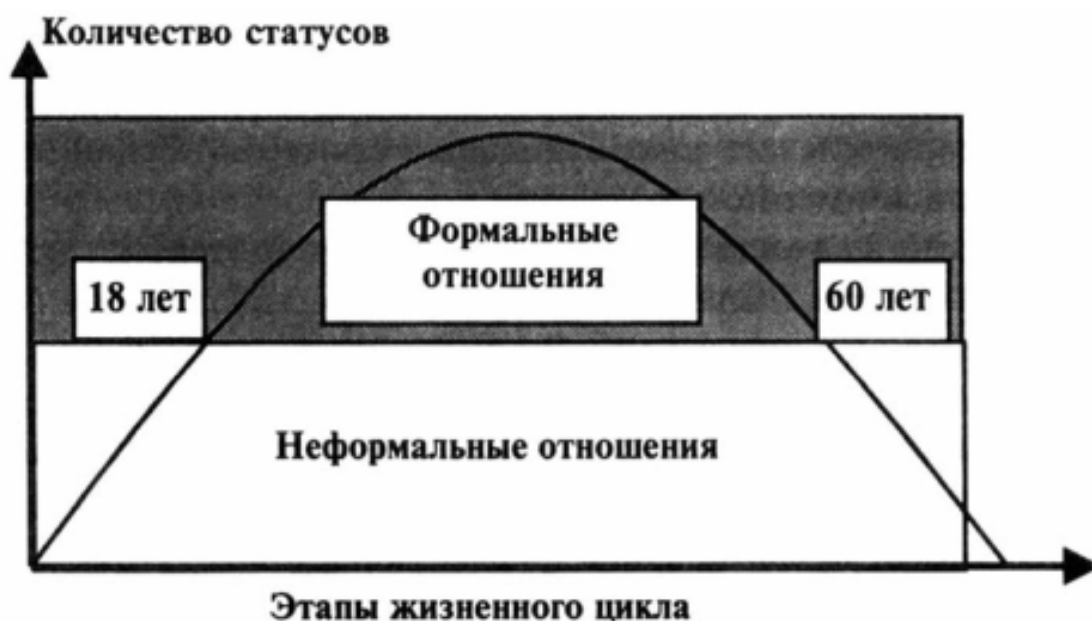 Количество статусов
Формальные
отношения
18 лет
60 лет
Неформальные отношения
Этапы жизненного цикла